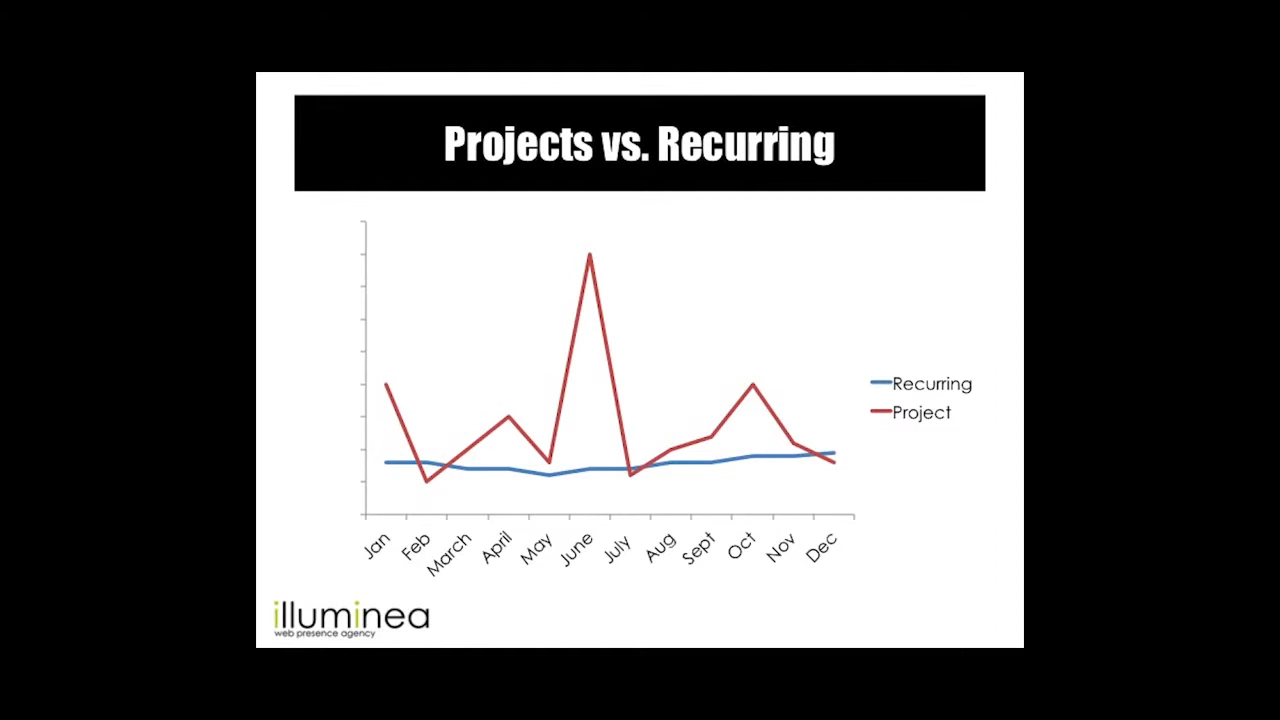 Projects vs. Recurring
Recurring
Project
Jan
Feb
March
April
May
June
July
Aug
Sept
Oct
Nov
Dec
illuminea
web presence agency